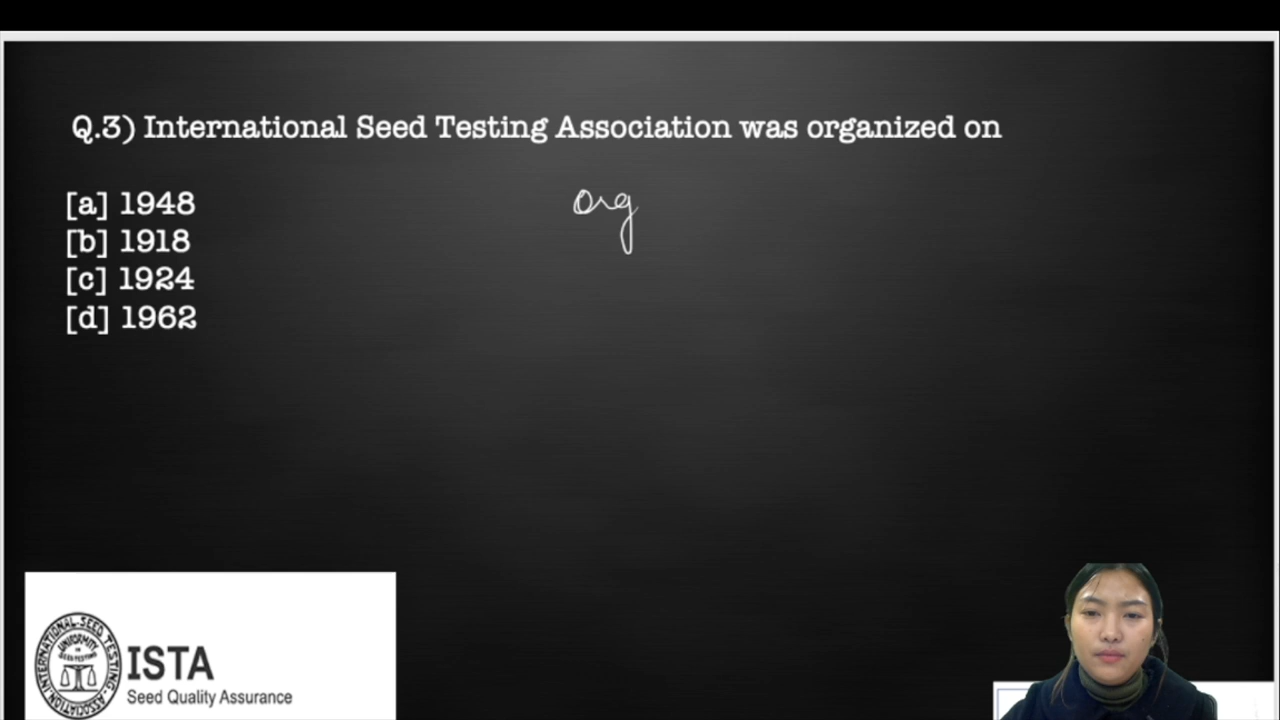 Q.3) International Seed Testing Association was organized on
org
[a] 1948
[b] 1918
[c] 1924
[d] 1962
INTERNATIONAL SEED TESTING ASSOCIATION
UNIFORMITY
IN
SEED TESTING
ISTA
Seed Quality Assurance